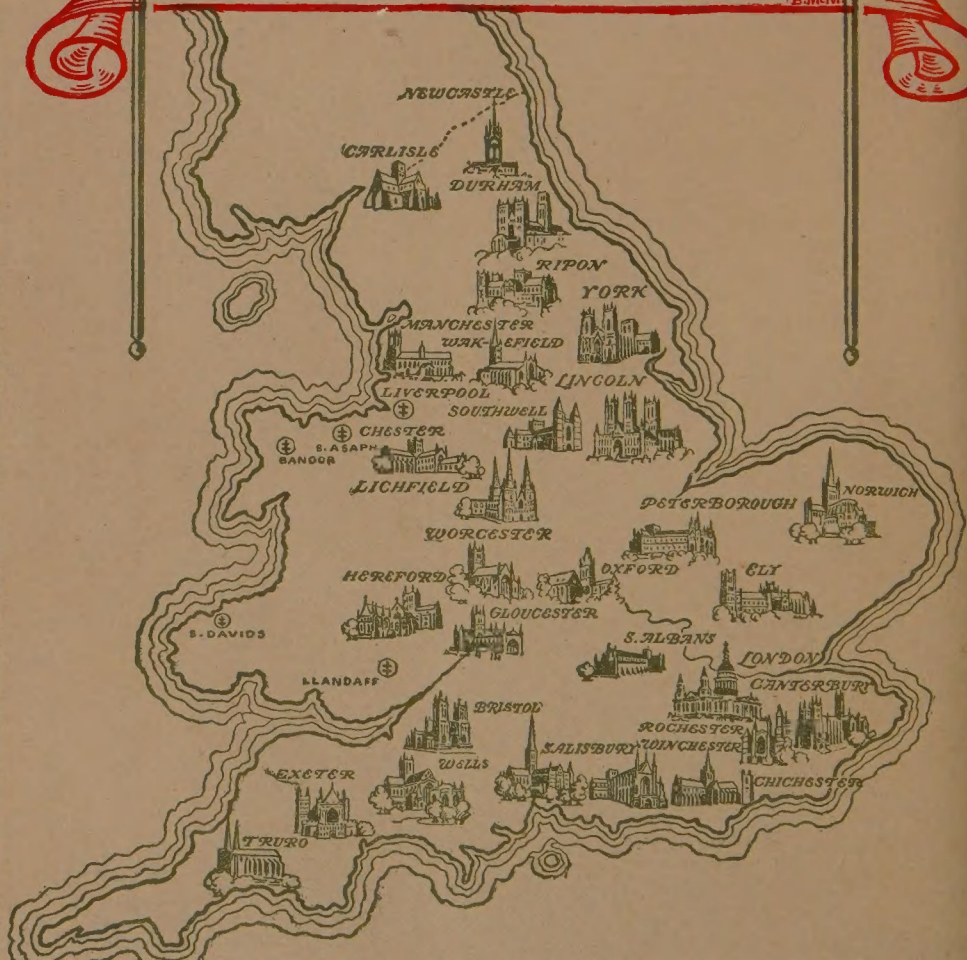 B. McM
NEWCASTLE
CARLISLE
DURHAM
RIPON
YORK
MANCHESTER
WAKEFIELD
LINCOLN
LIVERPOOL
SOUTHWELL
CHESTER
S. ASAPH
BANGOR
LICHFIELD
PETERBOROUGH
NORWICH
WORCESTER
OXFORD
ELY
HEREFORD
GLOUCESTER
S. DAVIDS
S. ALBANS
LONDON
LLANDAFF
CANTERBURY
BRISTOL
ROCHESTER
SALISBURY
WINCHESTER
WELLS
EXETER
CHICHESTER
TRURO